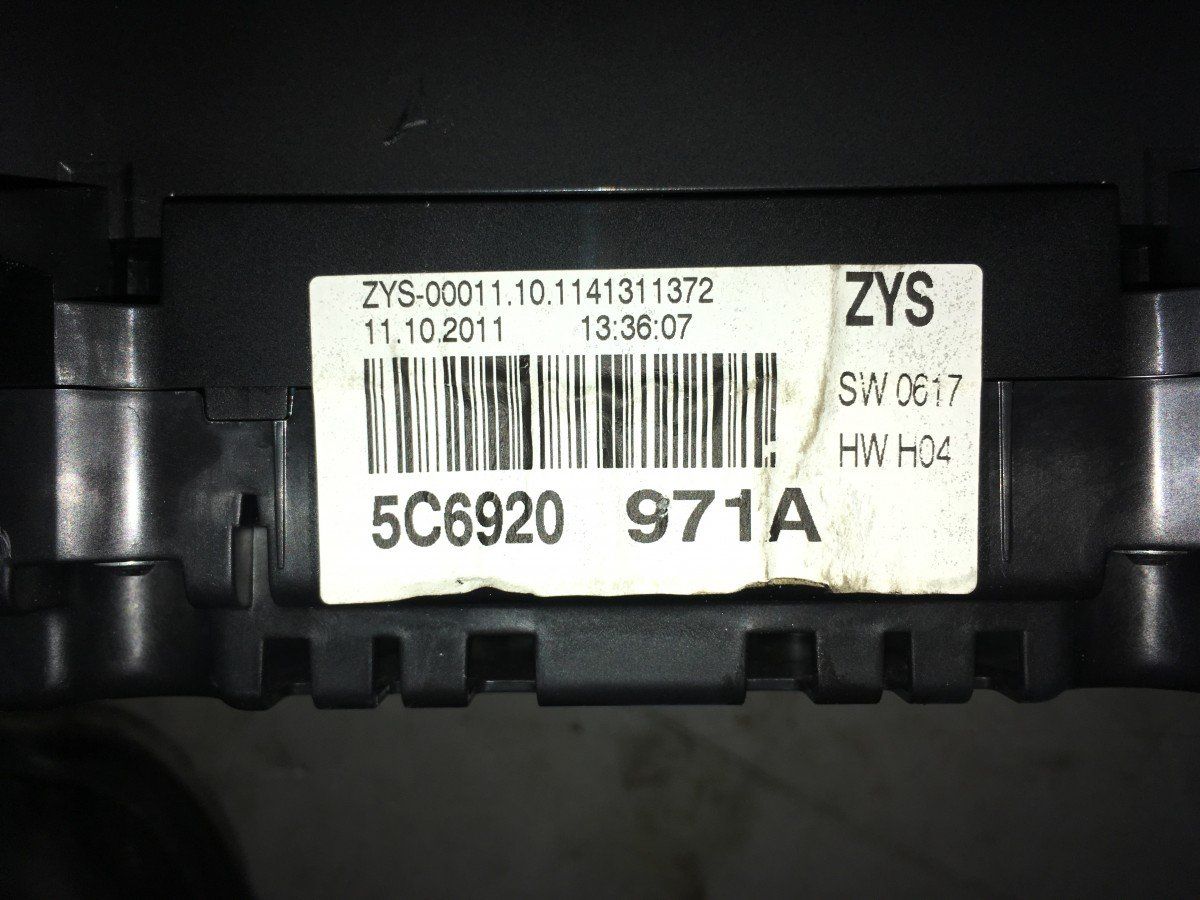 ZYS-00011.10.1141311372
11.10.2011 13:36:07
ZYS
SW 0617
HW H04
5C6920 971A